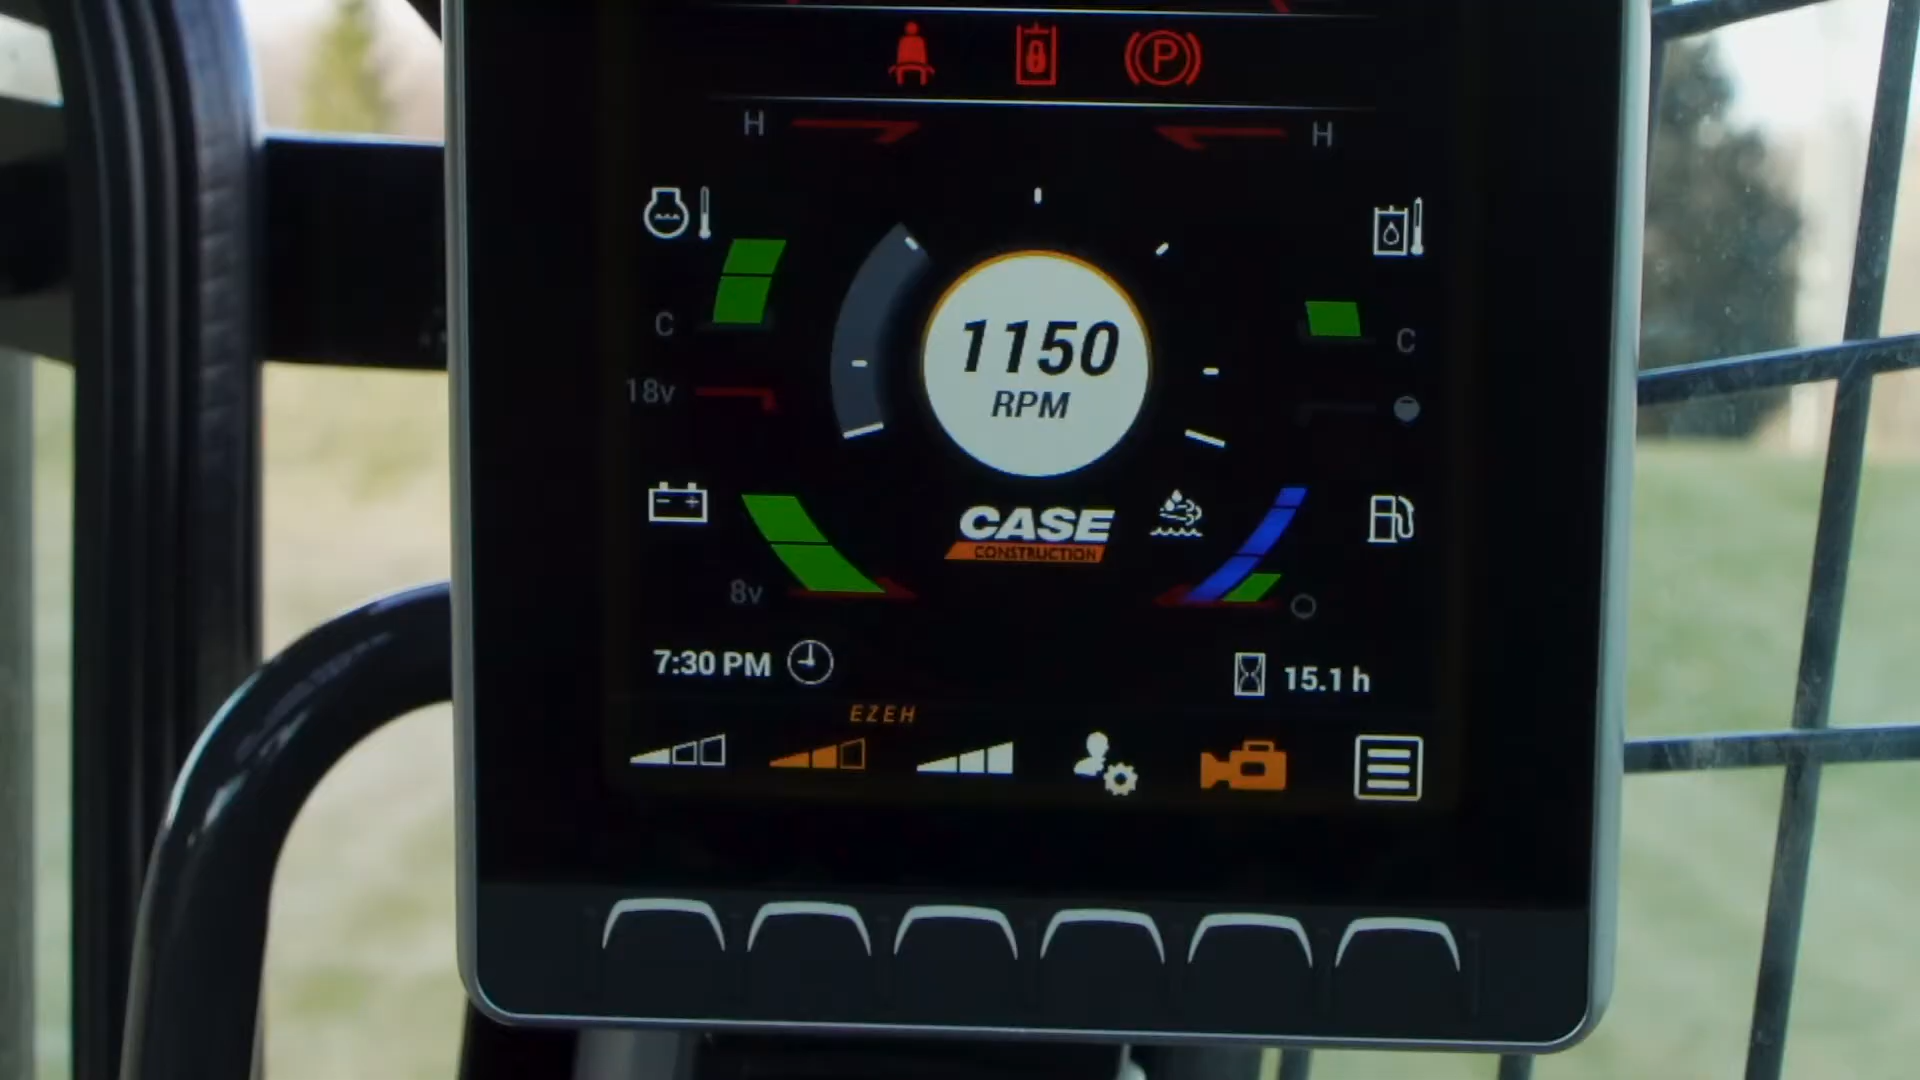 P
H H
C
C
1150
RPM
18v
CASE
CONSTRUCTION
8v
7:30 PM
15.1 h
EZEH